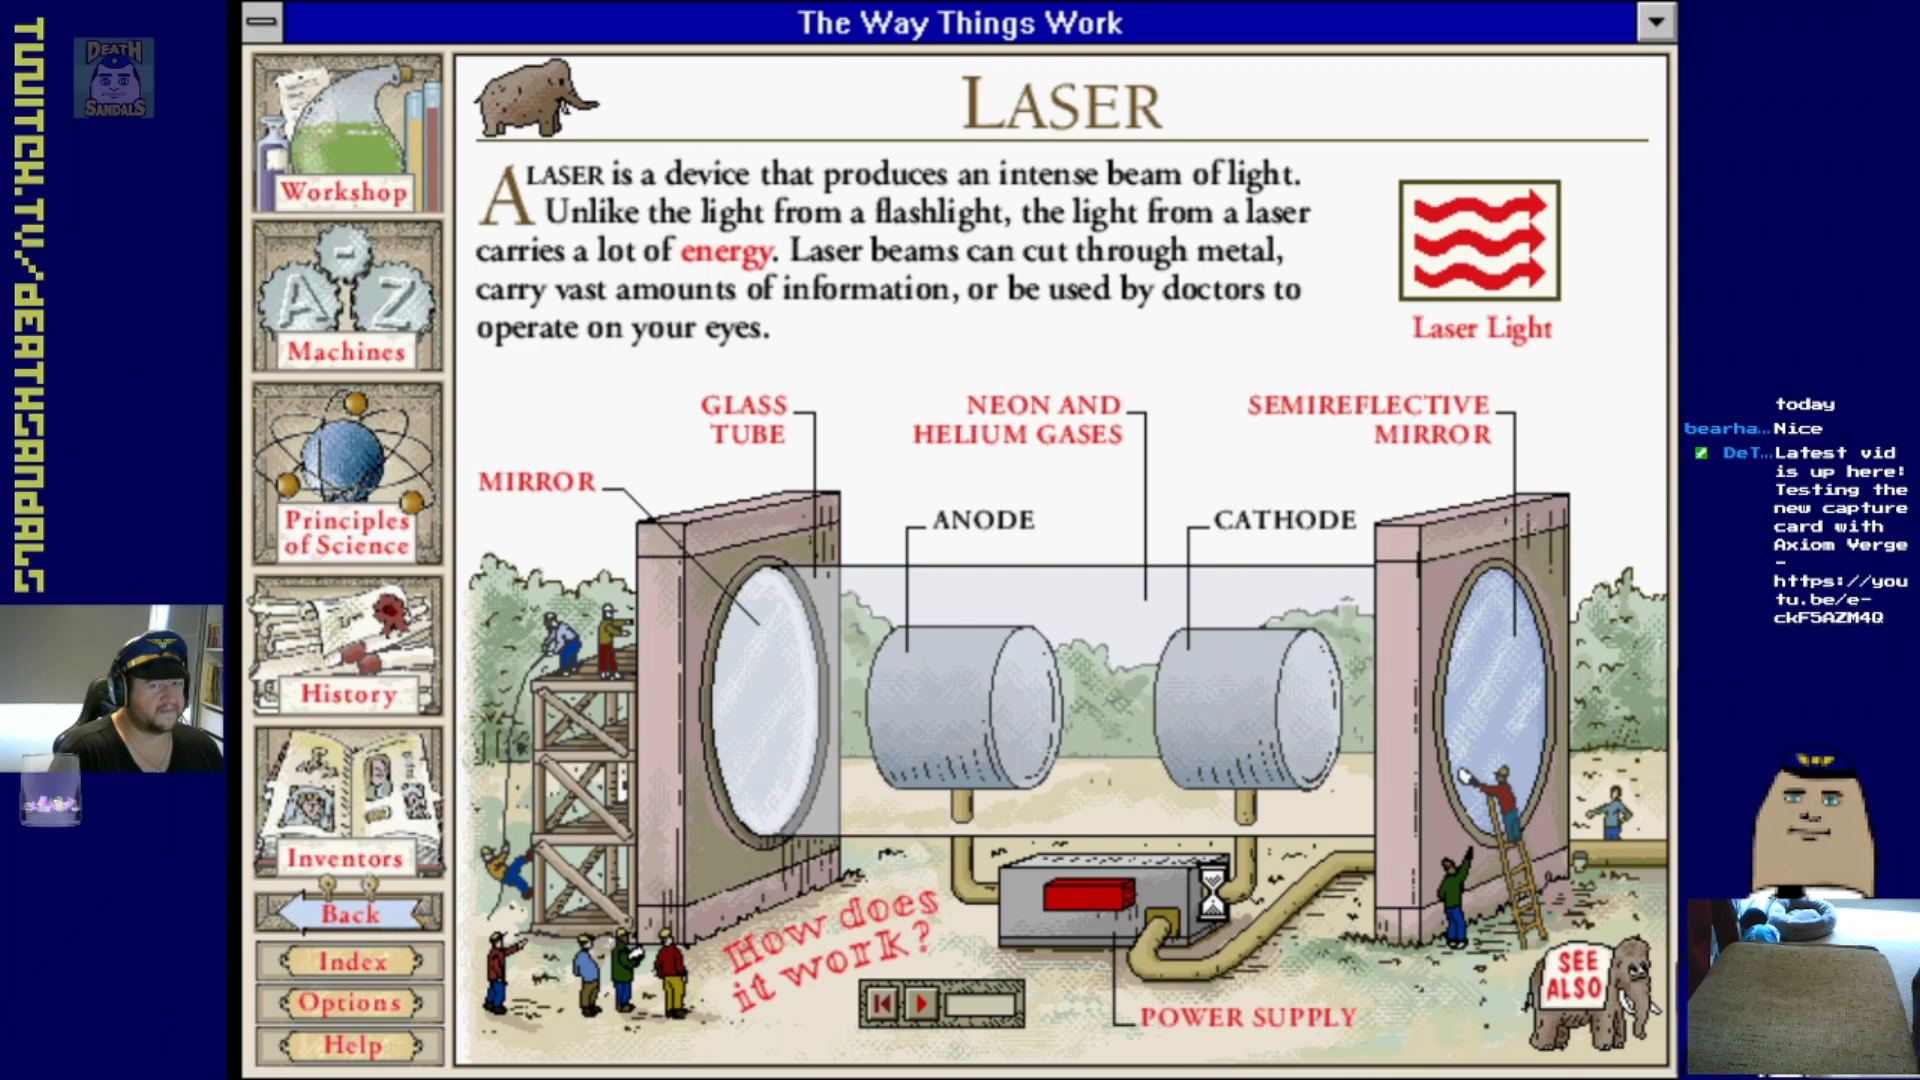 TWITCH.TV/DEATHSANDALS
DEATH
SANDALS
The Way Things Work
Workshop
A and Z
Machines
Principles
of Science
History
Inventors
Back
Index
Options
Help
LASER
A LASER is a device that produces an intense beam of light.
Unlike the light from a flashlight, the light from a laser
carries a lot of energy. Laser beams can cut through metal,
carry vast amounts of information, or be used by doctors to
operate on your eyes.
Laser Light
GLASS
TUBE
NEON AND
HELIUM GASES
SEMIREFLECTIVE
MIRROR
MIRROR
ANODE
CATHODE
How does
it work?
POWER SUPPLY
SEE
ALSO
today
bearha...Nice
DeT...Latest vid
is up here:
Testing the
new capture
card with
Axiom Verge
-
https://you
tu.be/e-
ckF5AZM4Q